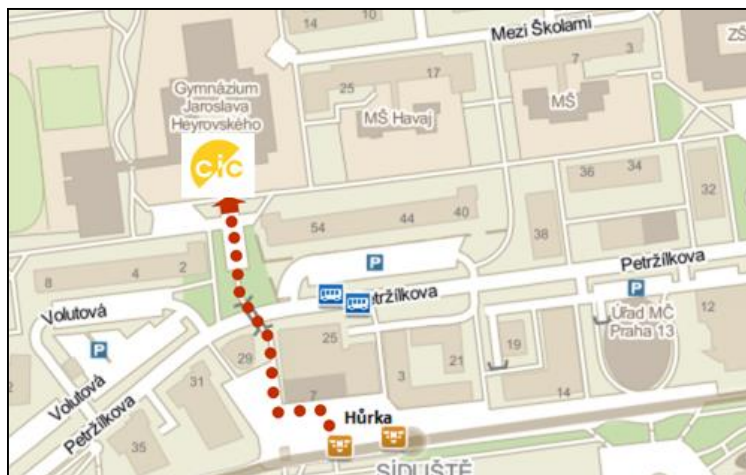 14
10
Mezi Školami
ZŠ
Gymnázium
Jaroslava
Heyrovského
25
17
7
3
MŠ Havaj
MŠ
cic
36
34
32
54
44
40
38
8
4
2
P
Petržílkova
Volutová
etržílkova
P
Úřad MČ
Praha 13
12
P
25
19
29
21
Volutová
31
7
3
14
Petržílkova
Hůrka
35
SÍDLIŠTĚ